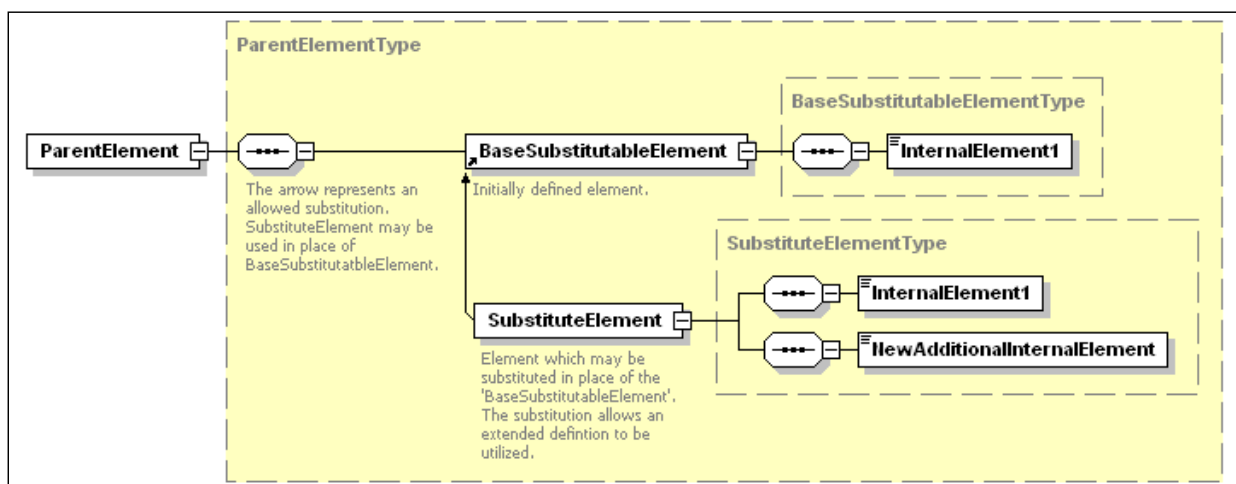 ParentElementType
BaseSubstitutableElementType
ParentElement
BaseSubstitutableElement
InternalElement1
The arrow represents an
allowed substitution.
SubstituteElement may be
used in place of
BaseSubstitutatbleElement.
Initially defined element.
SubstituteElementType
InternalElement1
SubstituteElement
NewAdditionalInternalElement
Element which may be
substituted in place of the
'BaseSubstitutableElement'.
The substitution allows an
extended defintion to be
utilized.